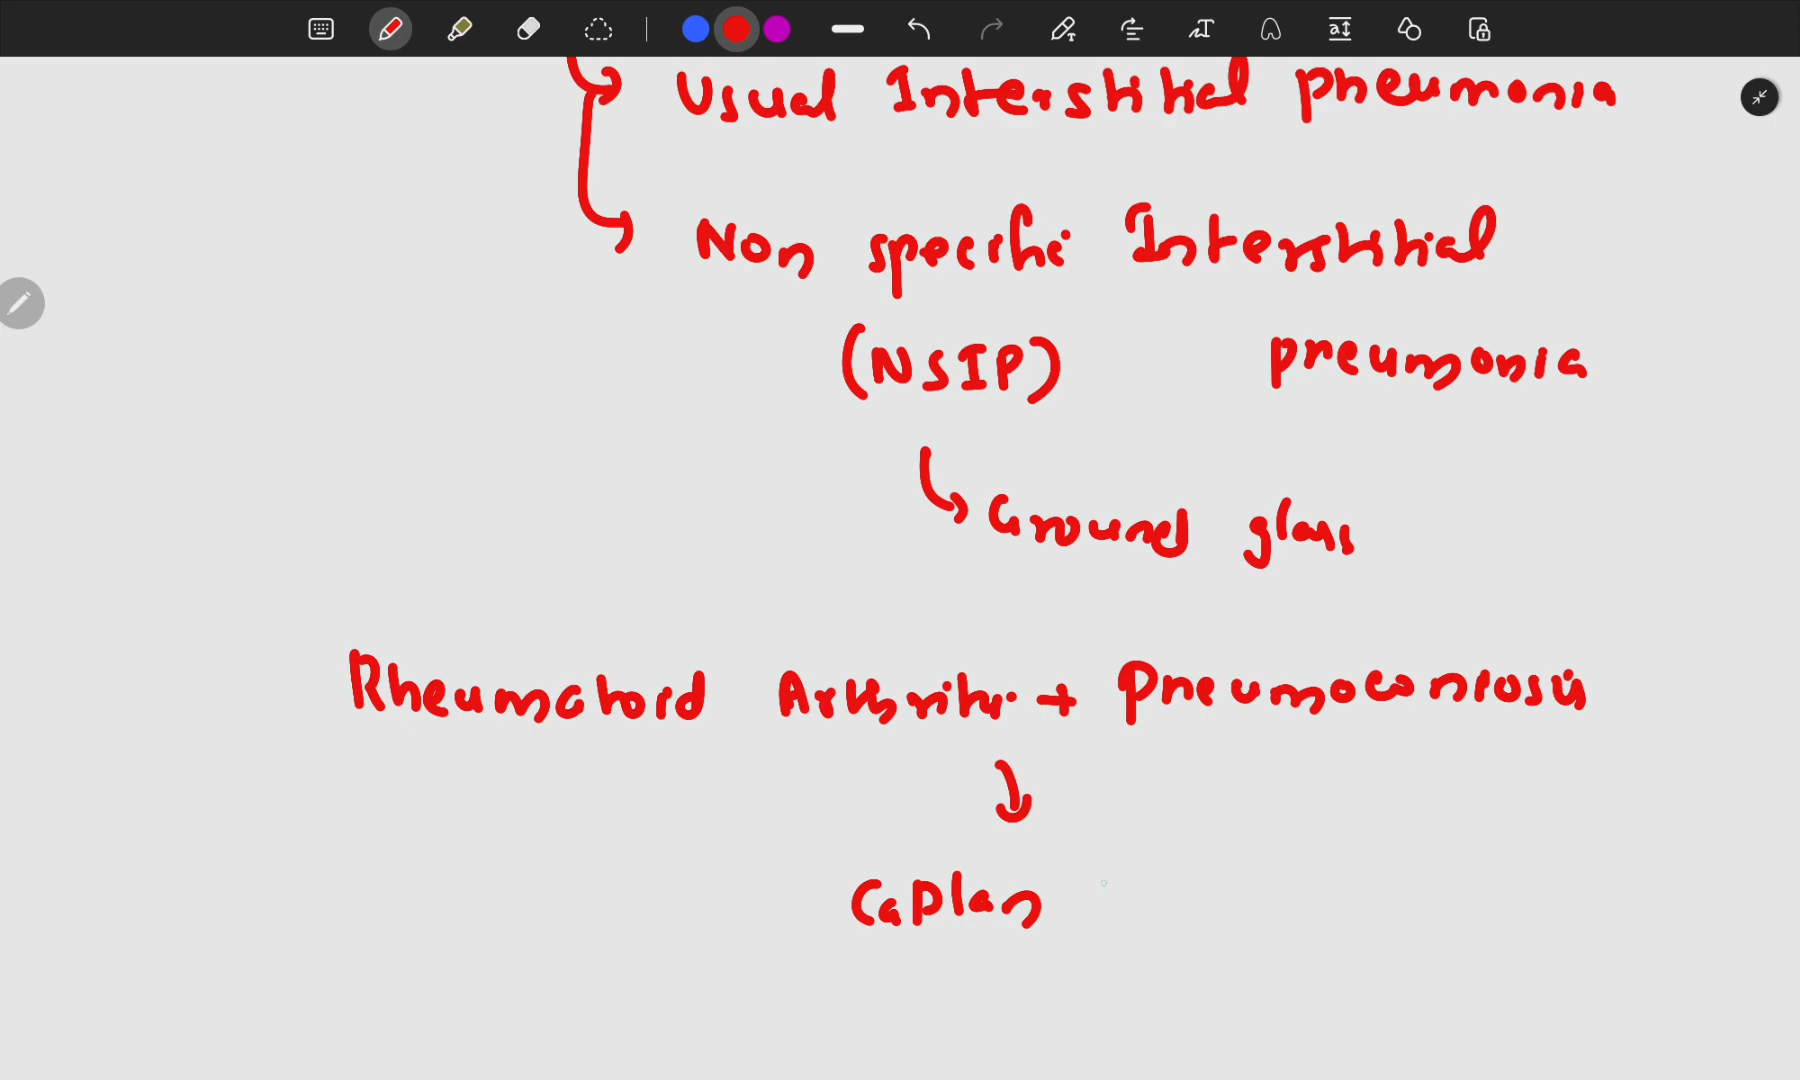 Usual Interstitial pneumonia
Non specific Interstitial
(NSIP) pneumonia
Ground glass
Rheumatoid Arthritis + Pneumoconiosis
Caplan